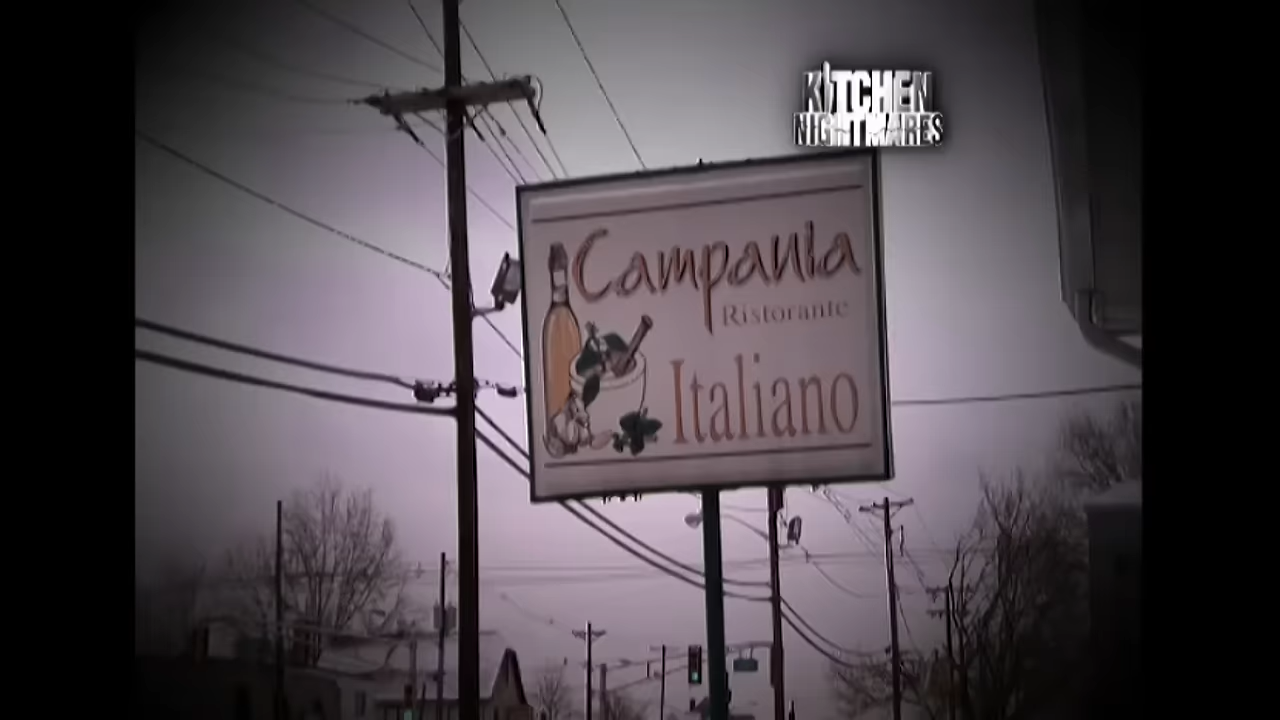 KITCHEN
NIGHTMARES
Campania
Ristorante
Italiano